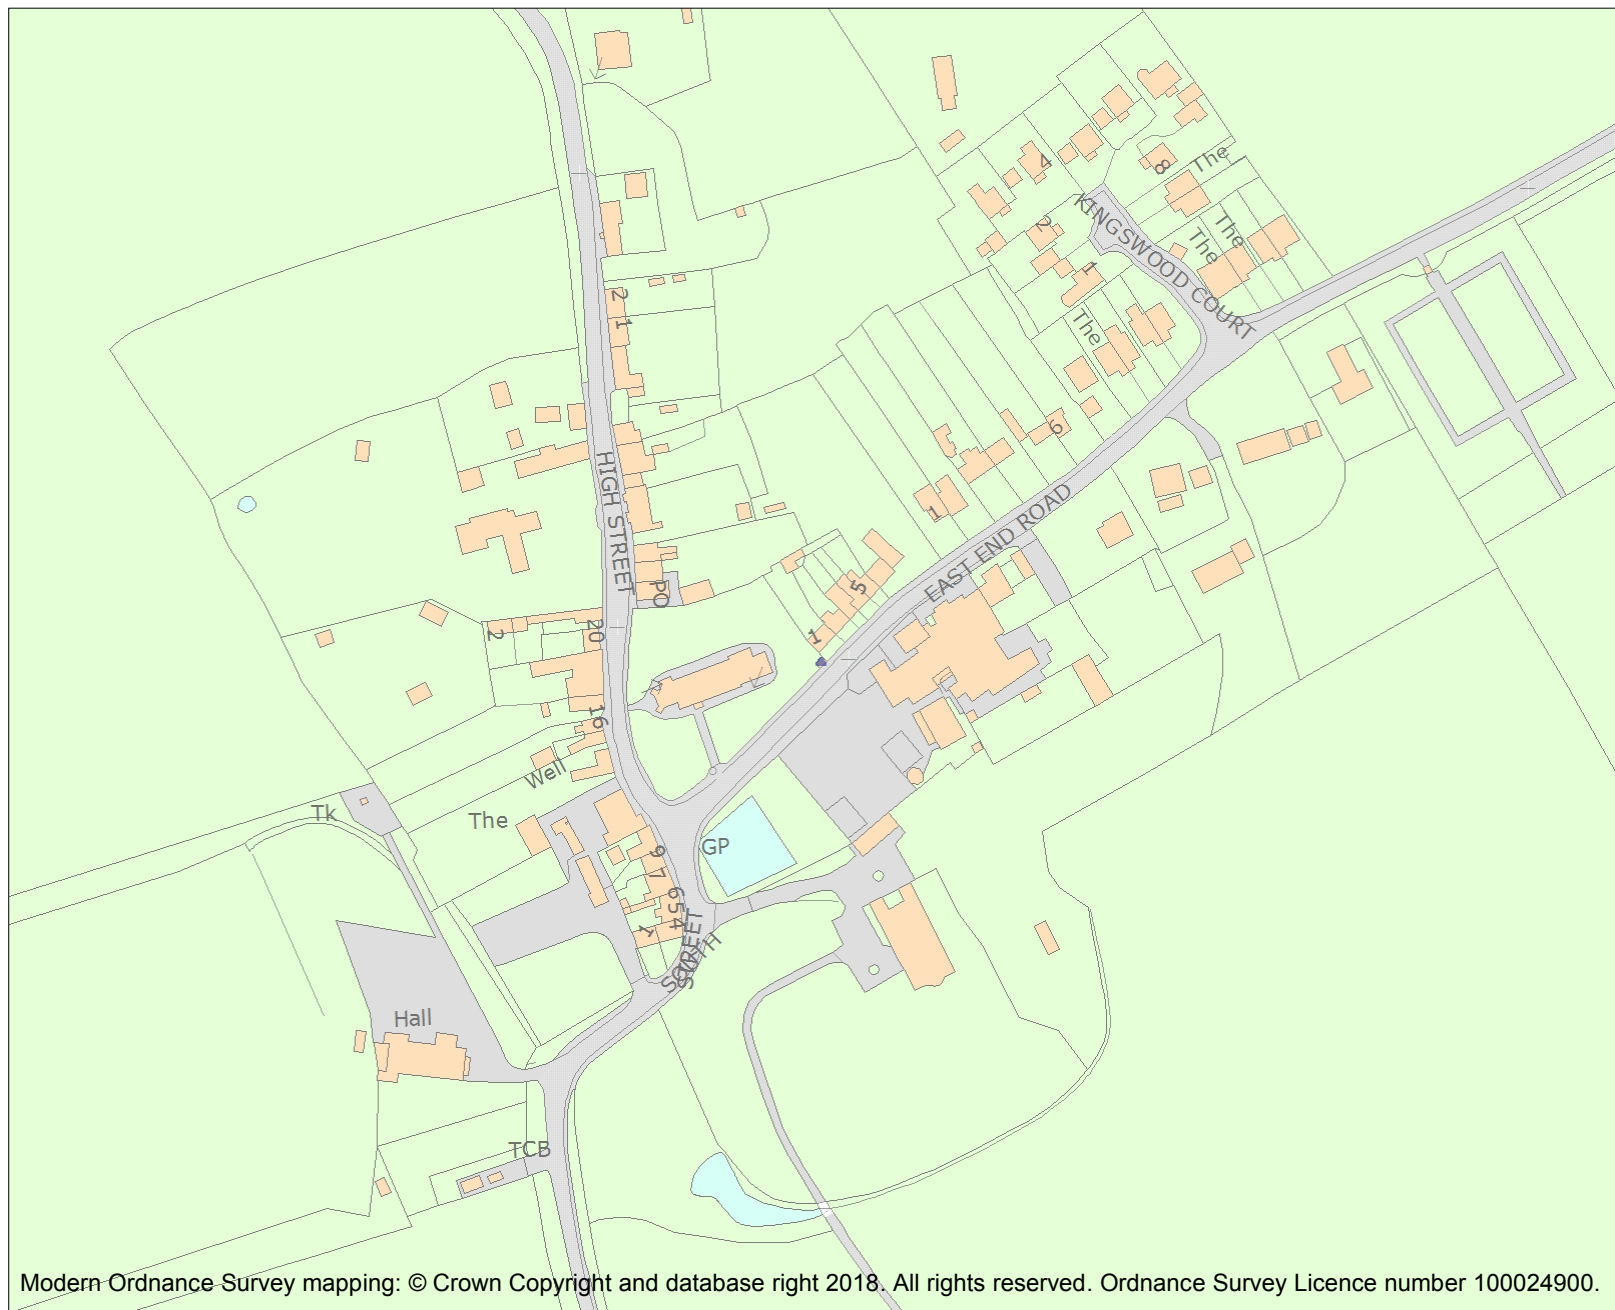 4
8
The
KINGSWOOD COURT
2
The
The
1
2
1
The
6
HIGH STREET
1
EAST END ROAD
PO
5
20
2
1
16
Well
Tk
The
GP
9
7
6
5
4
1
SOUTH
STREET
Hall
TCB
Modern Ordnance Survey mapping: © Crown Copyright and database right 2018. All rights reserved. Ordnance Survey Licence number 100024900.